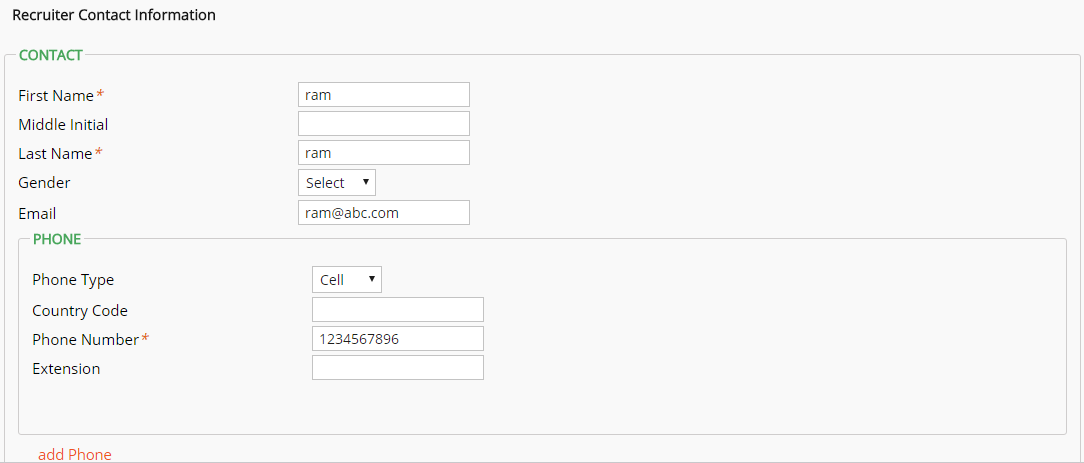 Recruiter Contact Information
CONTACT
First Name* ram
Middle Initial
Last Name* ram
Gender Select
Email ram@abc.com
PHONE
Phone Type Cell
Country Code
Phone Number* 1234567896
Extension
add Phone